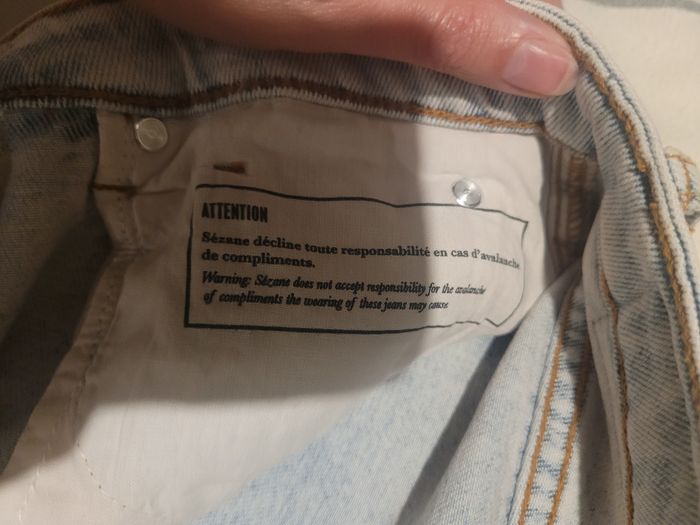 ATTENTION
Sézane décline toute responsabilité en cas d'avalanche
de compliments.
Warning: Sézane does not accept responsibility for the avalanche
of compliments the wearing of these jeans may cause